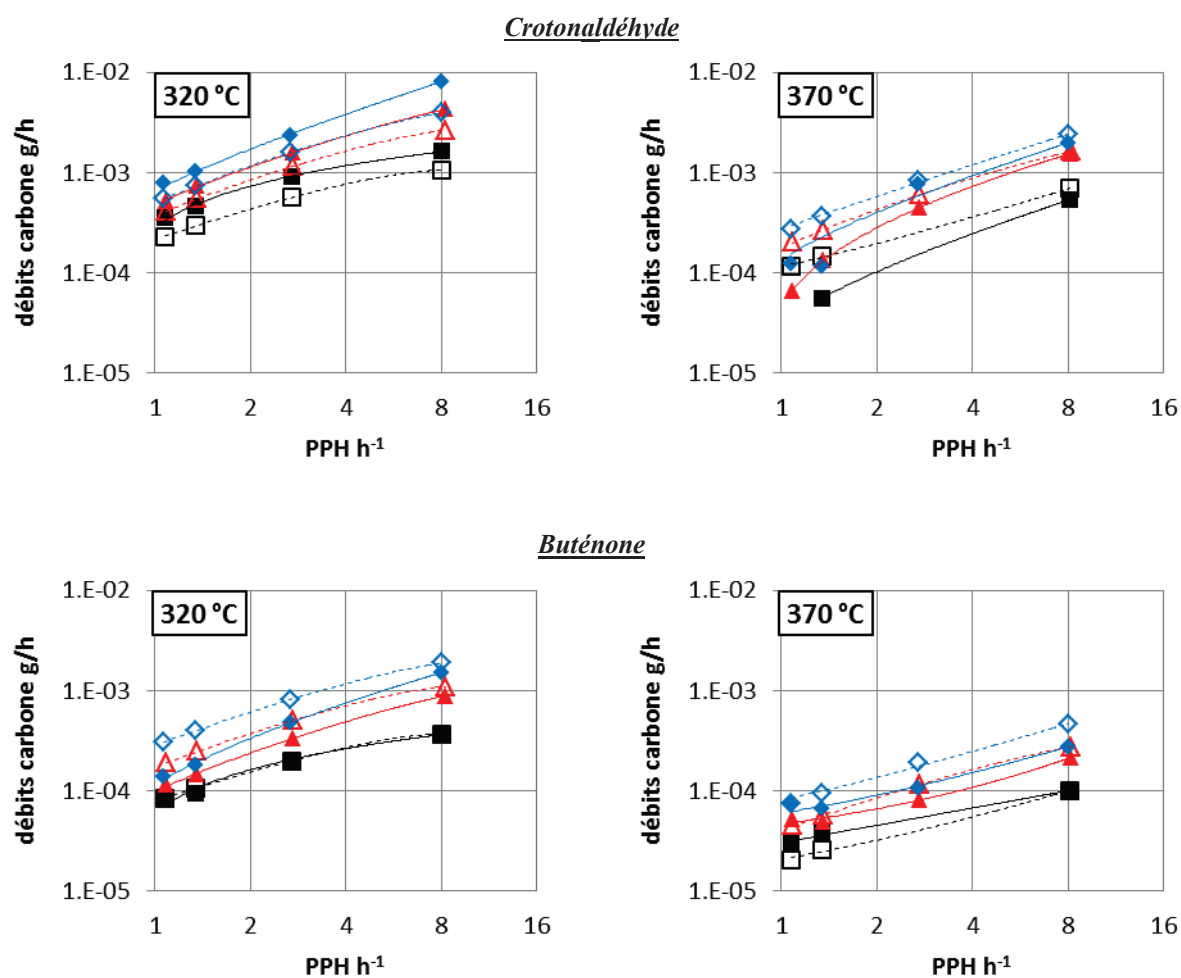 Crotonaldéhyde
320 °C
débits carbone g/h
1.E-02
1.E-03
1.E-04
1.E-05
1 2 4 8 16
PPH h-1
370 °C
débits carbone g/h
1.E-02
1.E-03
1.E-04
1.E-05
1 2 4 8 16
PPH h-1
Buténone
320 °C
débits carbone g/h
1.E-02
1.E-03
1.E-04
1.E-05
1 2 4 8 16
PPH h-1
370 °C
débits carbone g/h
1.E-02
1.E-03
1.E-04
1.E-05
1 2 4 8 16
PPH h-1